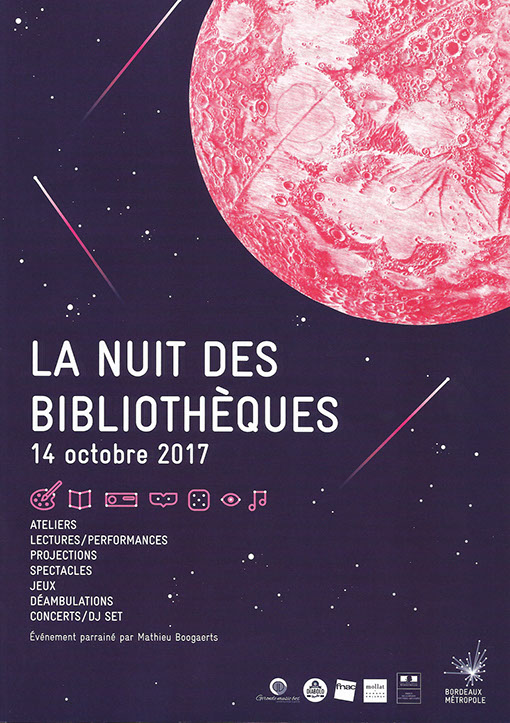 LA NUIT DES
BIBLIOTHÈQUES
14 octobre 2017
ATELIERS
LECTURES/PERFORMANCES
PROJECTIONS
SPECTACLES
JEUX
DÉAMBULATIONS
CONCERTS/DJ SET
Événement parrainé par Mathieu Boogaerts
DIABOLO
fnac
mollat
BORDEAUX
MÉTROPOLE